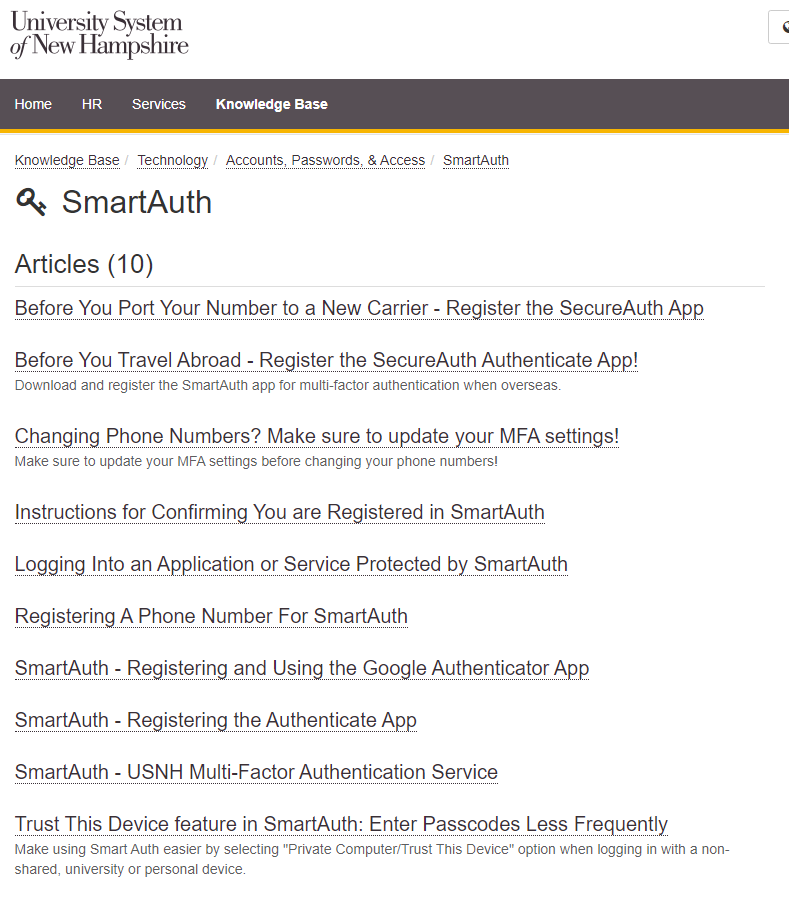 University System
of New Hampshire
Home HR Services Knowledge Base
Knowledge Base / Technology / Accounts, Passwords, & Access / SmartAuth
SmartAuth
Articles (10)
Before You Port Your Number to a New Carrier - Register the SecureAuth App
Before You Travel Abroad - Register the SecureAuth Authenticate App!
Download and register the SmartAuth app for multi-factor authentication when overseas.
Changing Phone Numbers? Make sure to update your MFA settings!
Make sure to update your MFA settings before changing your phone numbers!
Instructions for Confirming You are Registered in SmartAuth
Logging Into an Application or Service Protected by SmartAuth
Registering A Phone Number For SmartAuth
SmartAuth - Registering and Using the Google Authenticator App
SmartAuth - Registering the Authenticate App
SmartAuth - USNH Multi-Factor Authentication Service
Trust This Device feature in SmartAuth: Enter Passcodes Less Frequently
Make using Smart Auth easier by selecting "Private Computer/Trust This Device" option when logging in with a non-
shared, university or personal device.